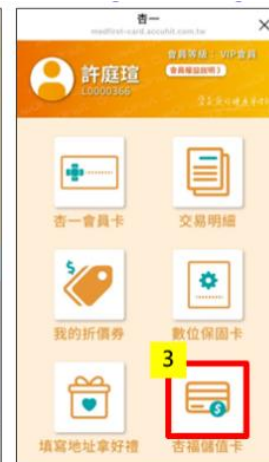 杏一
medfirst-card.accuhit.com.tw
會員等級：VIP會員
許庭瑄
會員權益說明
L0000366
杏一會員卡
交易明細
$
我的折價券
數位保固卡
3
$
填寫地址拿好禮
杏福儲值卡